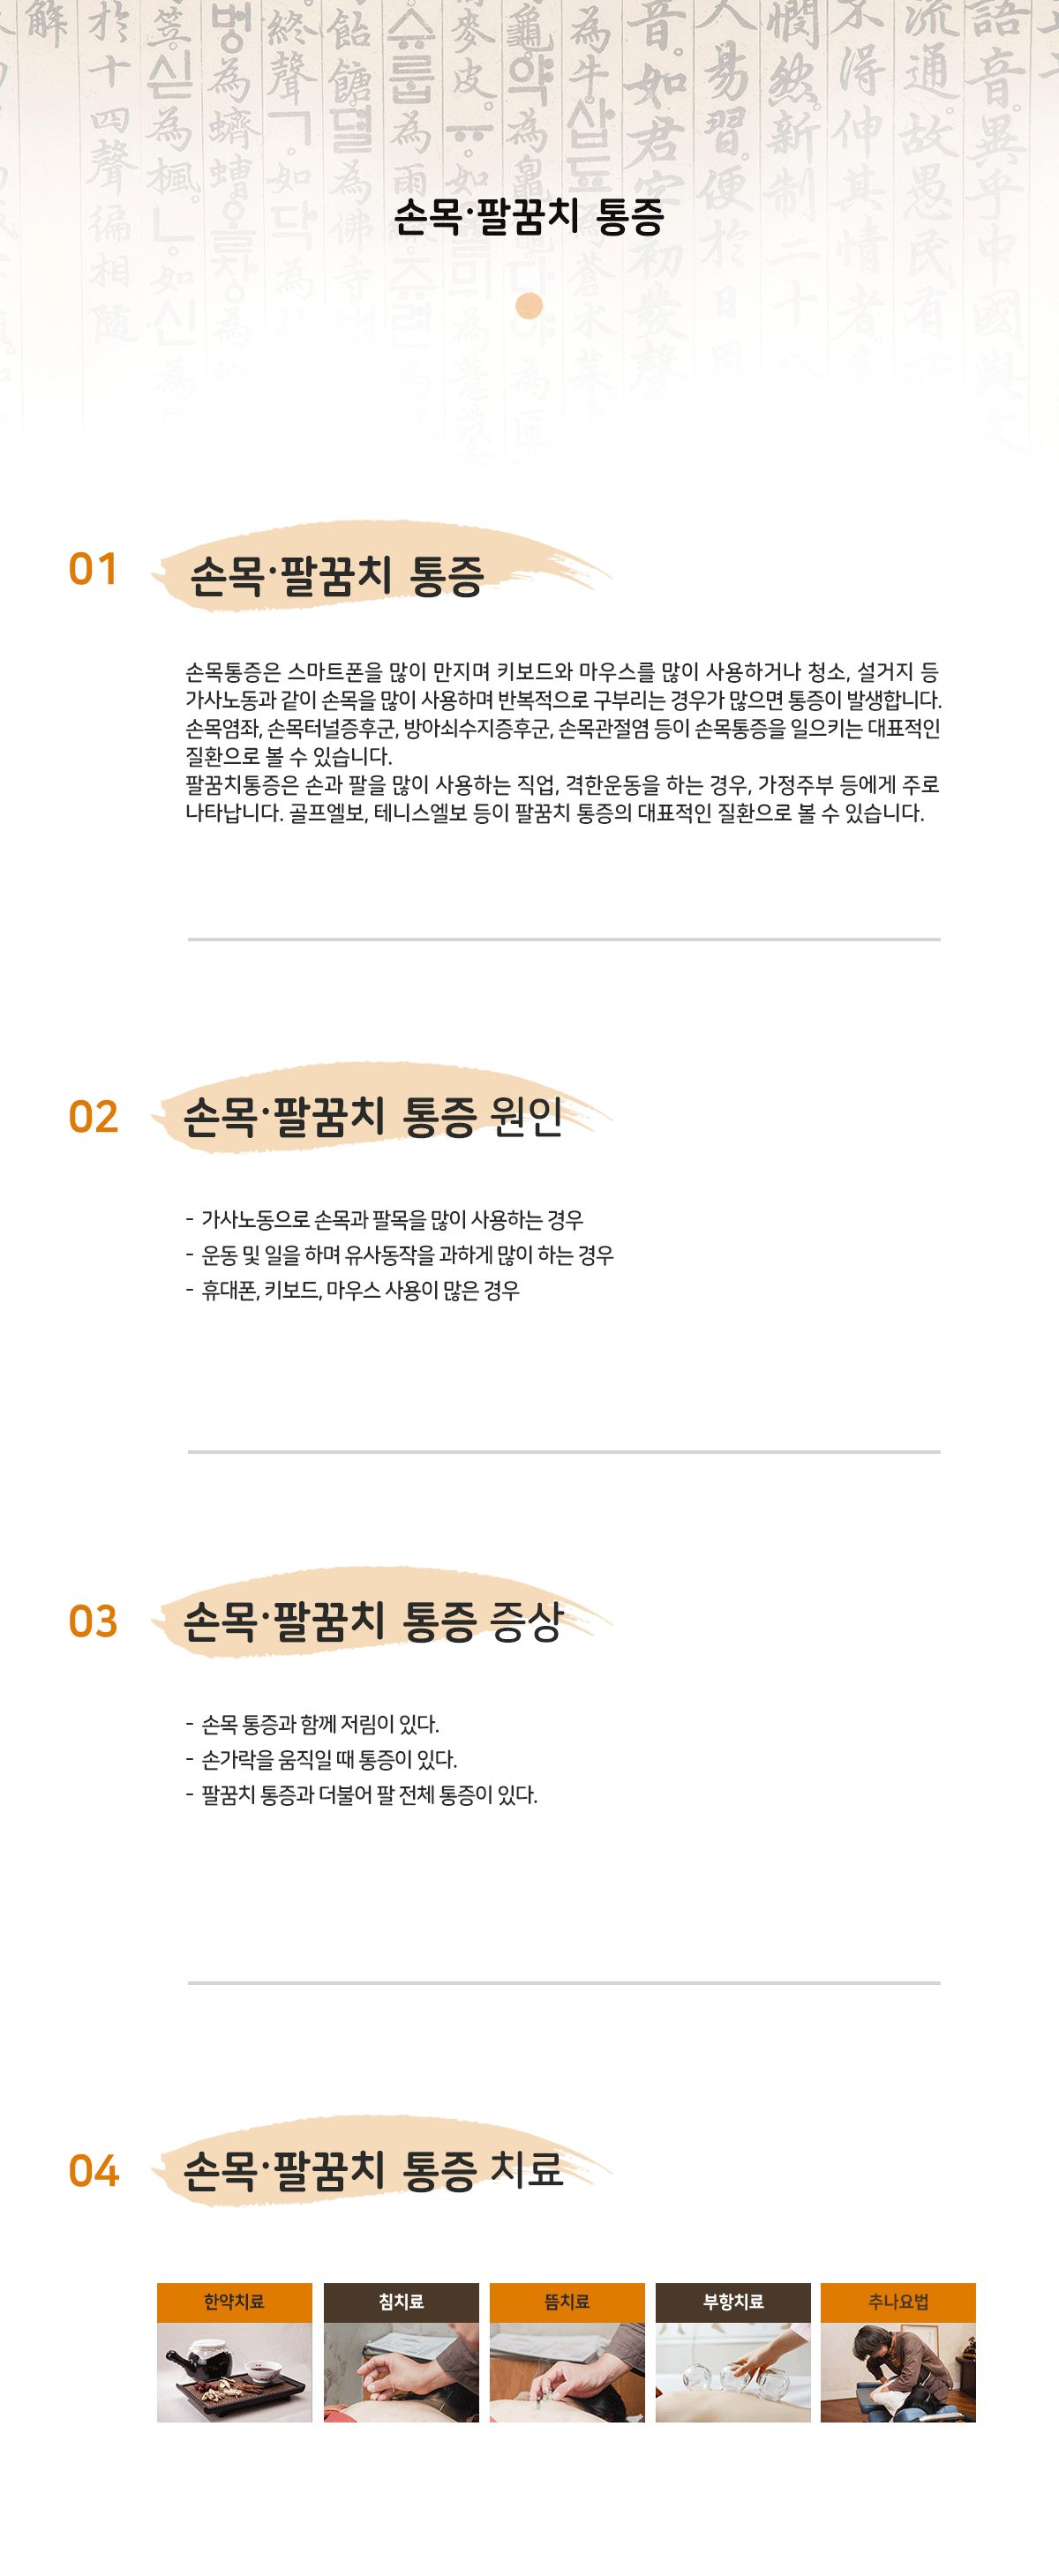 손목·팔꿈치 통증
01
손목·팔꿈치 통증
손목통증은 스마트폰을 많이 만지며 키보드와 마우스를 많이 사용하거나 청소, 설거지 등
가사노동과 같이 손목을 많이 사용하며 반복적으로 구부리는 경우가 많으면 통증이 발생합니다.
손목염좌, 손목터널증후군, 방아쇠수지증후군, 손목관절염 등이 손목통증을 일으키는 대표적인
질환으로 볼 수 있습니다.
팔꿈치통증은 손과 팔을 많이 사용하는 직업, 격한운동을 하는 경우, 가정주부 등에게 주로
나타납니다. 골프엘보, 테니스엘보 등이 팔꿈치 통증의 대표적인 질환으로 볼 수 있습니다.
02
손목·팔꿈치 통증 원인
- 가사노동으로 손목과 팔목을 많이 사용하는 경우
- 운동 및 일을 하며 유사동작을 과하게 많이 하는 경우
- 휴대폰, 키보드, 마우스 사용이 많은 경우
03
손목·팔꿈치 통증 증상
- 손목 통증과 함께 저림이 있다.
- 손가락을 움직일 때 통증이 있다.
- 팔꿈치 통증과 더불어 팔 전체 통증이 있다.
04
손목·팔꿈치 통증 치료
한약치료
침치료
뜸치료
부항치료
추나요법